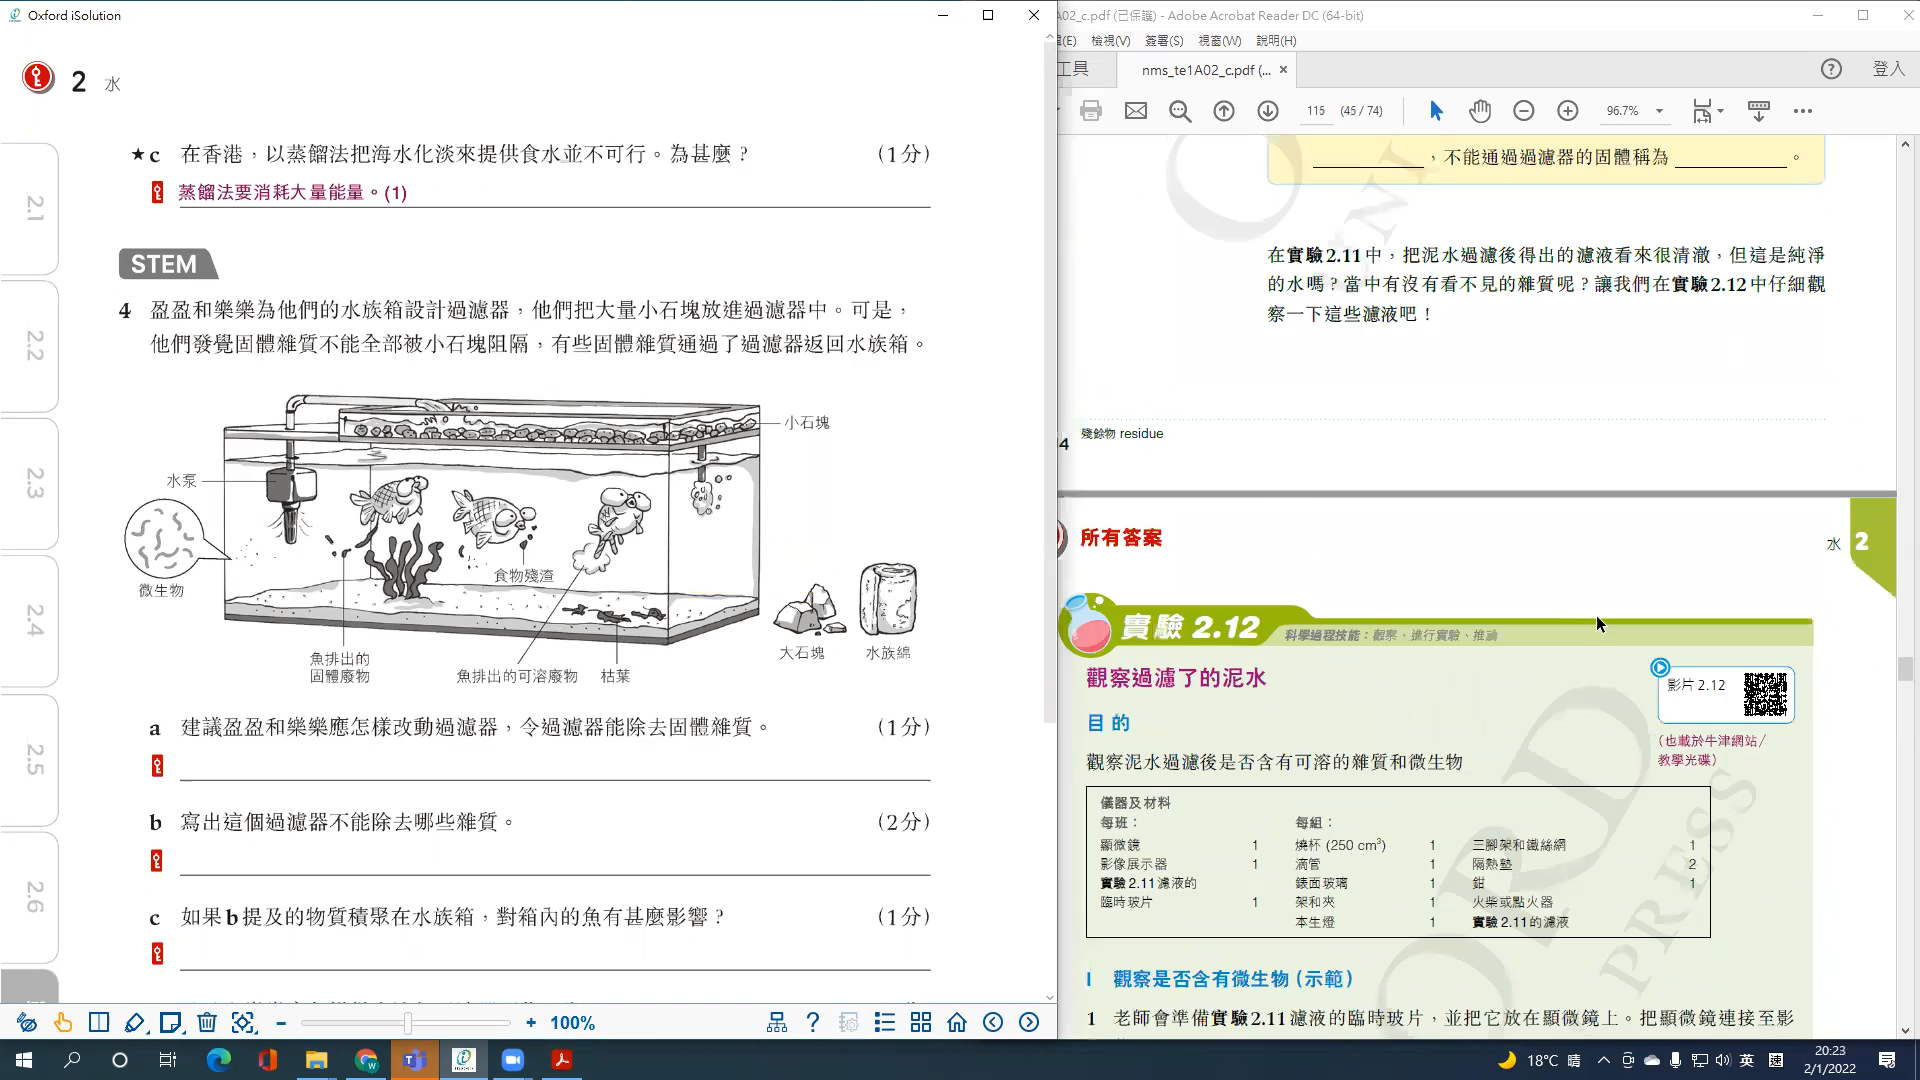 Oxford iSolution
2 水
★c 在香港，以蒸餾法把海水化淡來提供食水並不可行。為甚麼？ (1分)
蒸餾法要消耗大量能量。(1)
STEM
4 盈盈和樂樂為他們的水族箱設計過濾器，他們把大量小石塊放進過濾器中。可是，
他們發覺固體雜質不能全部被小石塊阻隔，有些固體雜質通過了過濾器返回水族箱。
小石塊
水泵
微生物
食物殘渣
魚排出的
固體廢物
魚排出的可溶廢物
枯葉
大石塊
水族綿
a 建議盈盈和樂樂應怎樣改動過濾器，令過濾器能除去固體雜質。 (1分)
b 寫出這個過濾器不能除去哪些雜質。 (2分)
c 如果b提及的物質積聚在水族箱，對箱內的魚有甚麼影響？ (1分)
2.1
2.2
2.3
2.4
2.5
2.6
100%
A02_c.pdf (已保護) - Adobe Acrobat Reader DC (64-bit)
(E) 檢視(V) 簽署(S) 視窗(W) 說明(H)
工具
nms_te1A02_c.pdf (...
登入
115 (45 / 74)
96.7%
，不能通過過濾器的固體稱為 。
在實驗2.11中，把泥水過濾後得出的濾液看來很清澈，但這是純淨
的水嗎？當中有沒有看不見的雜質呢？讓我們在實驗2.12中仔細觀
察一下這些濾液吧！
殘餘物 residue
4
所有答案
水 2
實驗 2.12
科學過程技能：觀察、進行實驗、推論
觀察過濾了的泥水
影片 2.12
目的
（也載於牛津網站/
教學光碟）
觀察泥水過濾後是否含有可溶的雜質和微生物
儀器及材料
每班： 每組：
顯微鏡 1 燒杯 (250 cm³) 1 三腳架和鐵絲網 1
影像展示器 1 滴管 1 隔熱墊 2
實驗2.11濾液的 錶面玻璃 1 鉗 1
臨時玻片 1 架和夾 1 火柴或點火器
本生燈 1 實驗2.11的濾液
I 觀察是否含有微生物（示範）
1 老師會準備實驗2.11濾液的臨時玻片，並把它放在顯微鏡上。把顯微鏡連接至影
OXFORD
PRESS
18°C 晴
英
速
20:23
2/1/2022